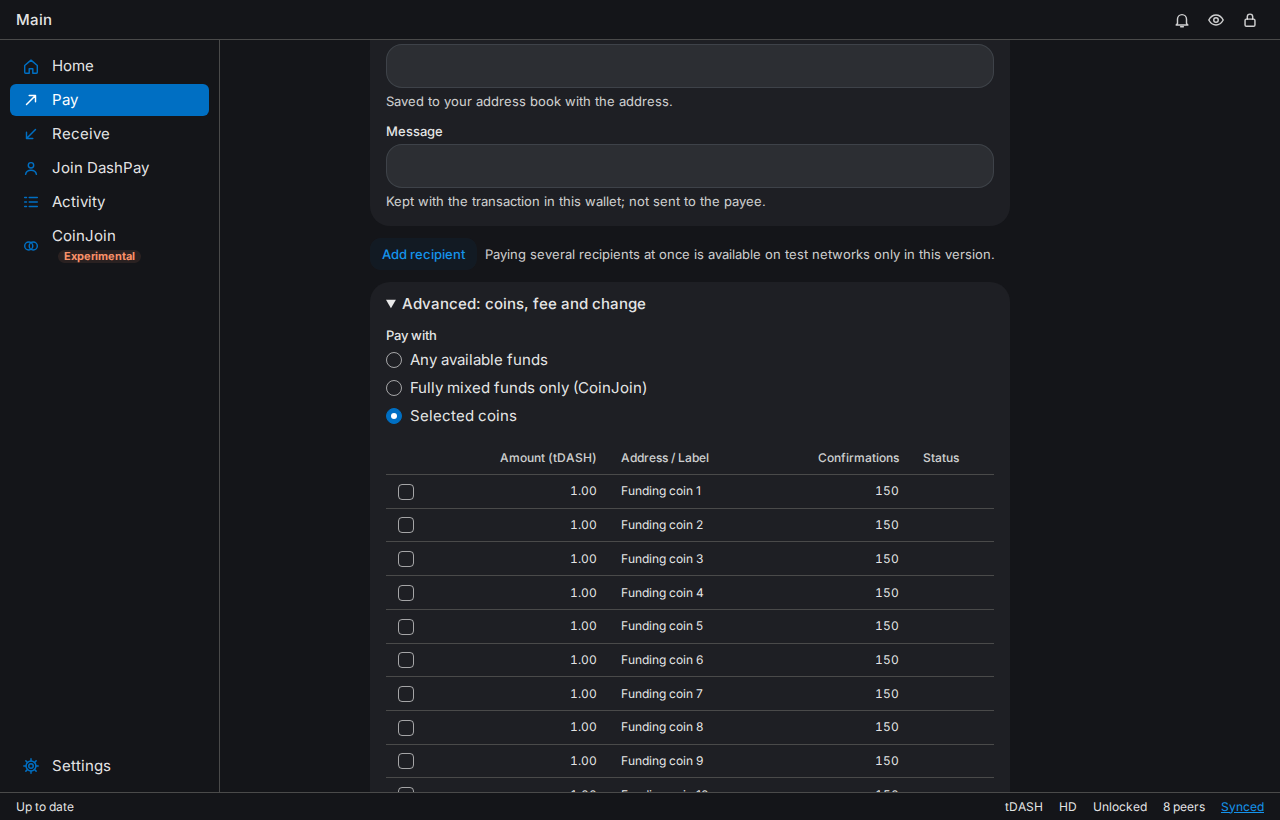 Main
Home
Pay
Receive
Join DashPay
Activity
CoinJoin
Experimental
Settings
Saved to your address book with the address.
Message
Kept with the transaction in this wallet; not sent to the payee.
Add recipient Paying several recipients at once is available on test networks only in this version.
▼ Advanced: coins, fee and change
Pay with
Any available funds
Fully mixed funds only (CoinJoin)
Selected coins
Amount (tDASH) Address / Label Confirmations Status
1.00 Funding coin 1 150
1.00 Funding coin 2 150
1.00 Funding coin 3 150
1.00 Funding coin 4 150
1.00 Funding coin 5 150
1.00 Funding coin 6 150
1.00 Funding coin 7 150
1.00 Funding coin 8 150
1.00 Funding coin 9 150
Up to date tDASH HD Unlocked 8 peers Synced